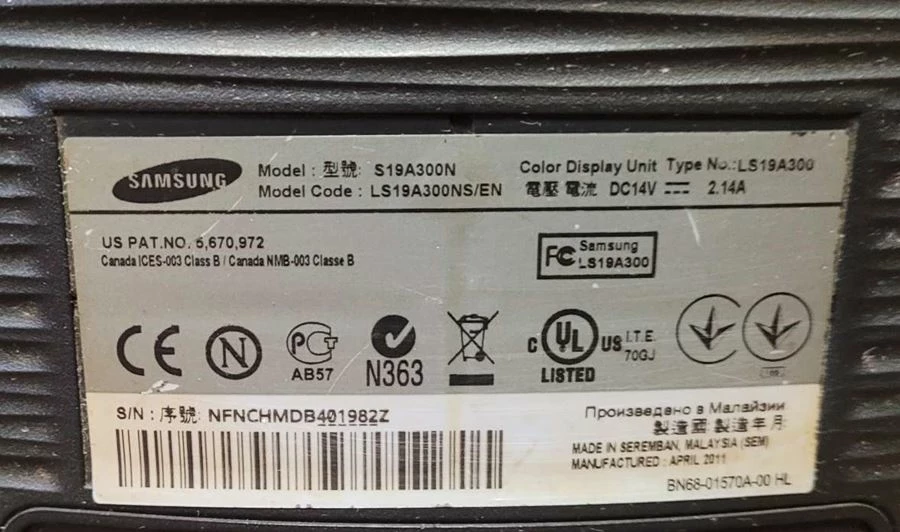 SAMSUNG
Model : 型號: S19A300N
Model Code : LS19A300NS/EN
Color Display Unit Type No.:LS19A300
電壓 電流 DC14V 2.14A
US PAT.NO. 5,670,972
Canada ICES-003 Class B / Canada NMB-003 Classe B
FC Samsung
LS19A300
CE
N
PCT
АБ57
N363
C UL US I.T.E.
70GJ
LISTED
S/N : 序號: NFNCHMDB401982Z
Произведено в Малайзии
製造國 製造年月
MADE IN SEREMBAN, MALAYSIA (SEM)
MANUFACTURED : APRIL 2011
BN68-01570A-00 HL